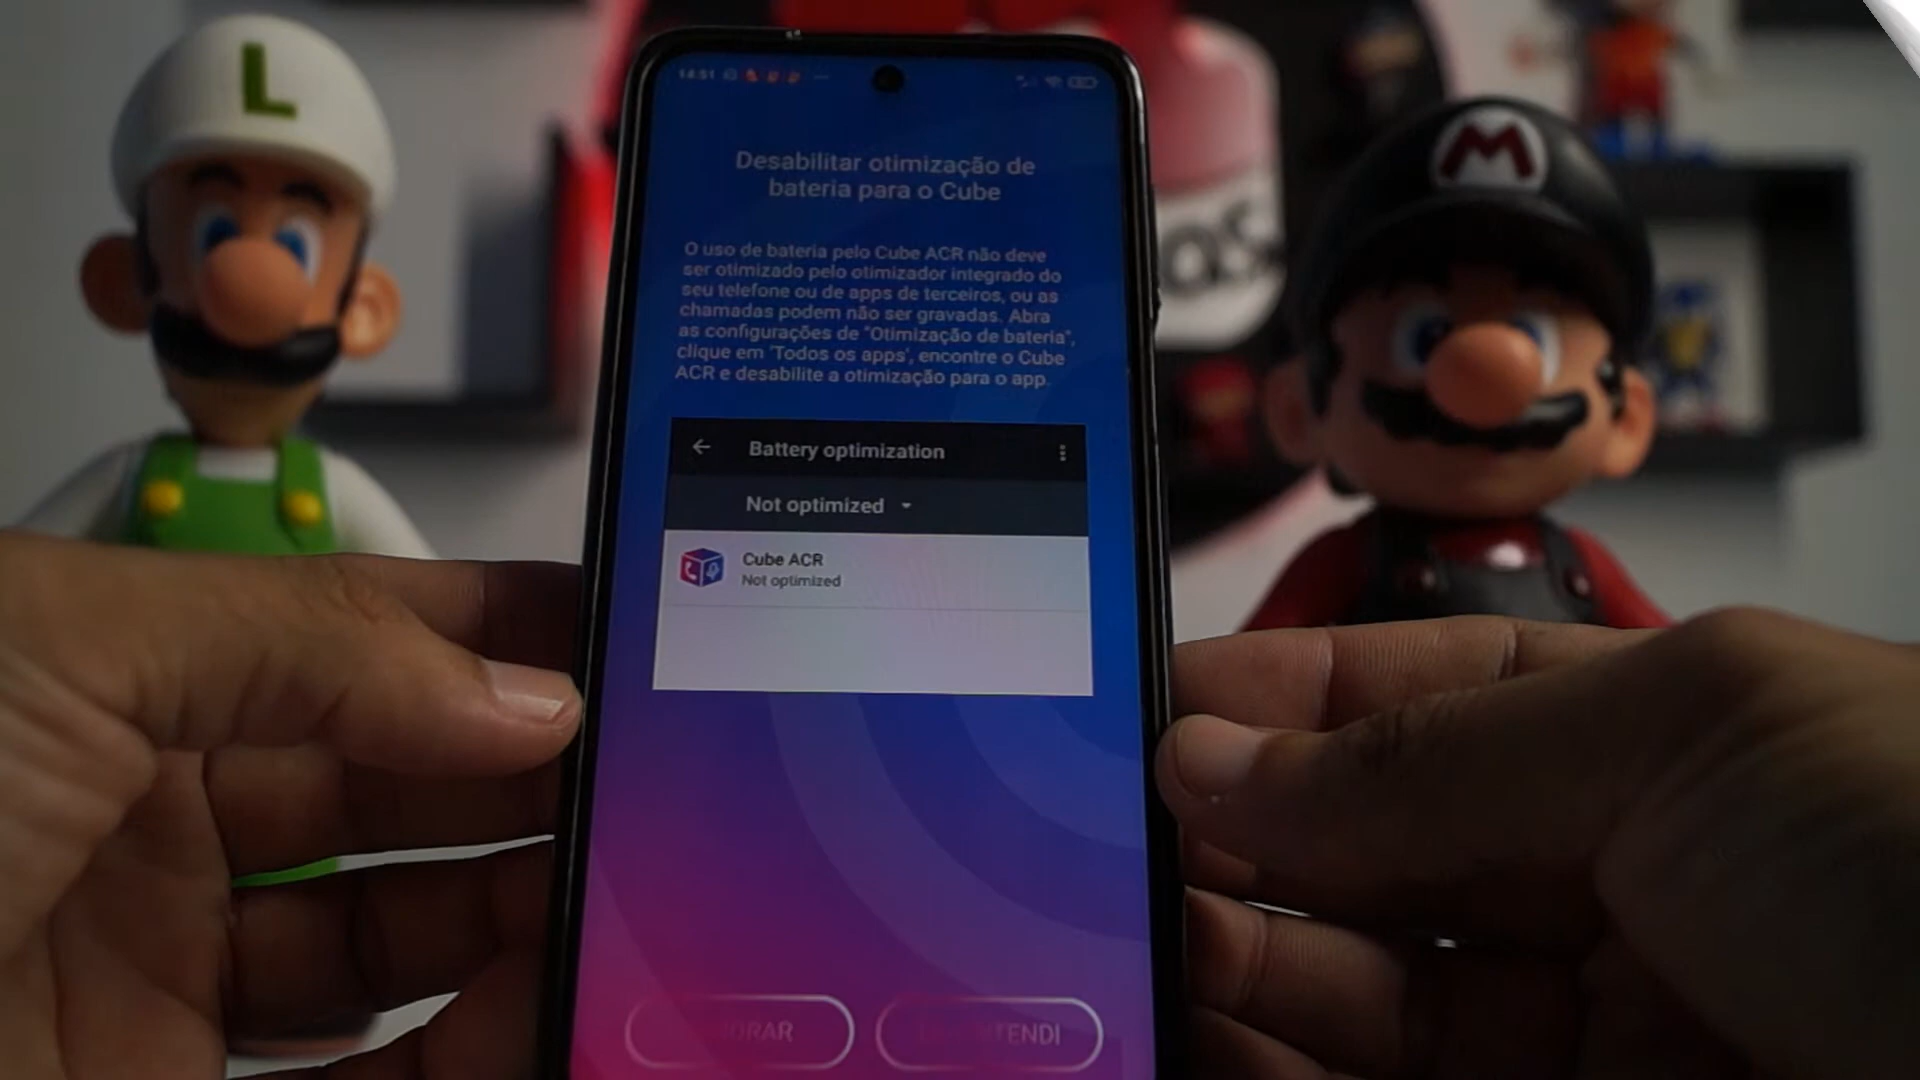 L
M
14:51
Desabilitar otimização de
bateria para o Cube
O uso de bateria pelo Cube ACR não deve
ser otimizado pelo otimizador integrado do
seu telefone ou de apps de terceiros, ou as
chamadas podem não ser gravadas. Abra
as configurações de "Otimização de bateria",
clique em 'Todos os apps', encontre o Cube
ACR e desabilite a otimização para o app.
Battery optimization
Not optimized
Cube ACR
Not optimized